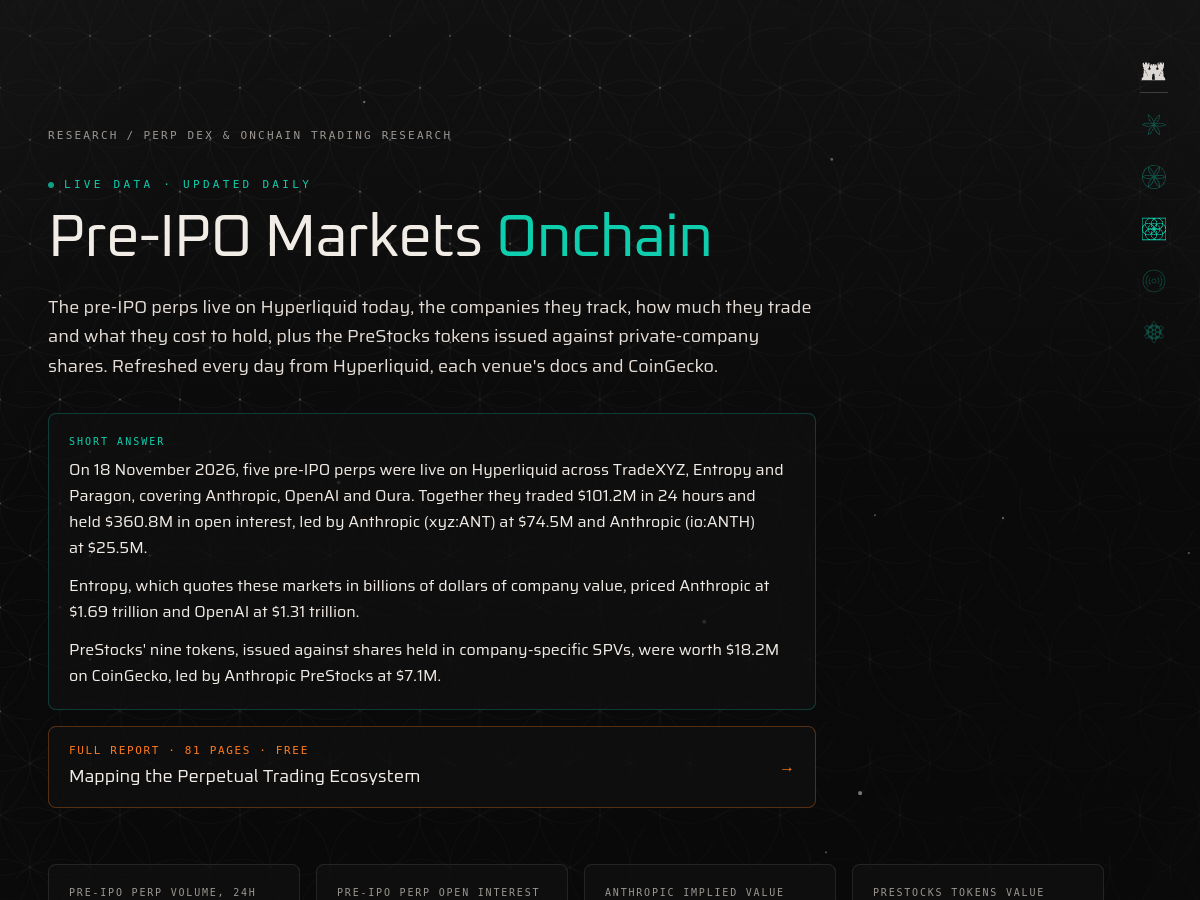 RESEARCH / PERP DEX & ONCHAIN TRADING RESEARCH
LIVE DATA · UPDATED DAILY
Pre-IPO Markets Onchain
The pre-IPO perps live on Hyperliquid today, the companies they track, how much they trade
and what they cost to hold, plus the PreStocks tokens issued against private-company
shares. Refreshed every day from Hyperliquid, each venue's docs and CoinGecko.
SHORT ANSWER
On 18 November 2026, five pre-IPO perps were live on Hyperliquid across TradeXYZ, Entropy and
Paragon, covering Anthropic, OpenAI and Oura. Together they traded $101.2M in 24 hours and
held $360.8M in open interest, led by Anthropic (xyz:ANT) at $74.5M and Anthropic (io:ANTH)
at $25.5M.
Entropy, which quotes these markets in billions of dollars of company value, priced Anthropic at
$1.69 trillion and OpenAI at $1.31 trillion.
PreStocks' nine tokens, issued against shares held in company-specific SPVs, were worth $18.2M
on CoinGecko, led by Anthropic PreStocks at $7.1M.
FULL REPORT · 81 PAGES · FREE
Mapping the Perpetual Trading Ecosystem
→
PRE-IPO PERP VOLUME, 24H
PRE-IPO PERP OPEN INTEREST
ANTHROPIC IMPLIED VALUE
PRESTOCKS TOKENS VALUE